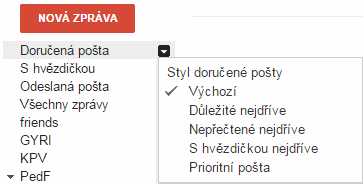 NOVÁ ZPRÁVA
Doručená pošta
S hvězdičkou
Odeslaná pošta
Všechny zprávy
friends
GYRI
KPV
PedF
Styl doručené pošty
Výchozí
Důležité nejdříve
Nepřečtené nejdříve
S hvězdičkou nejdříve
Prioritní pošta